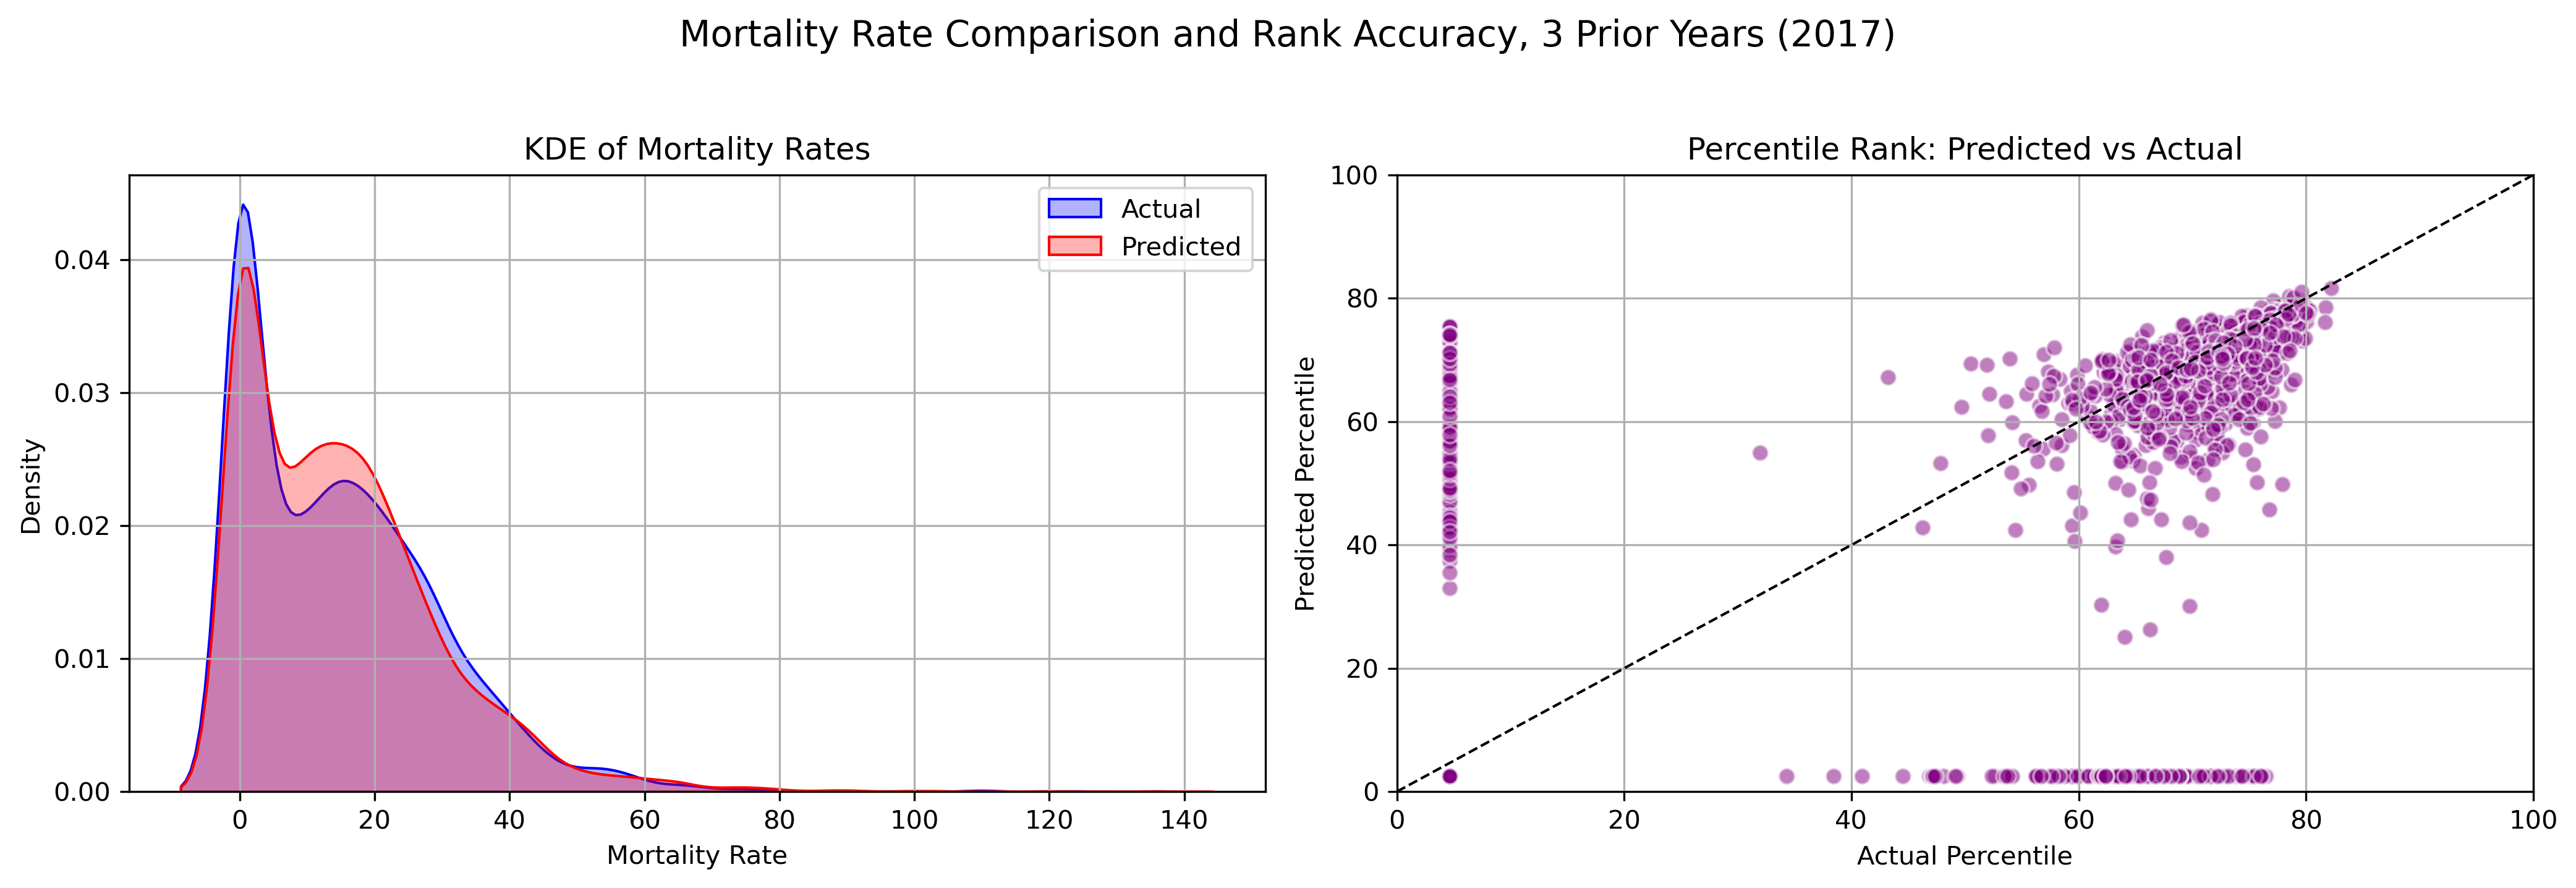 Mortality Rate Comparison and Rank Accuracy, 3 Prior Years (2017)
KDE of Mortality Rates
Density
0.04
0.03
0.02
0.01
0.00
0 20 40 60 80 100 120 140
Mortality Rate
Actual
Predicted
Percentile Rank: Predicted vs Actual
Predicted Percentile
100
80
60
40
20
0
0 20 40 60 80 100
Actual Percentile